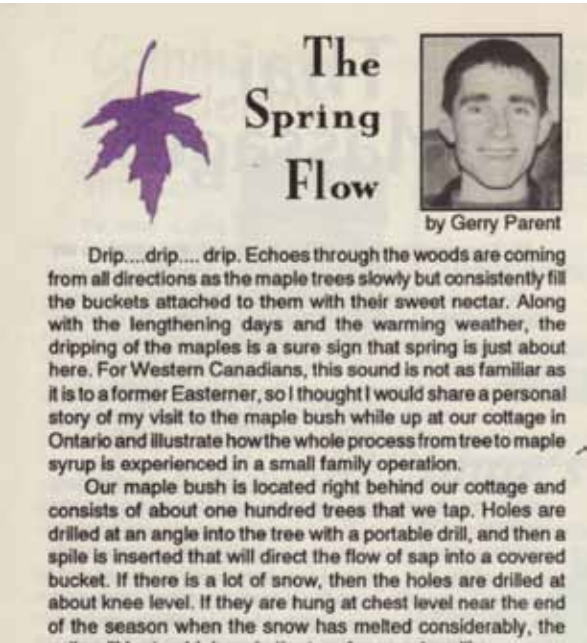 The
Spring
Flow
by Gerry Parent
Drip....drip.... drip. Echoes through the woods are coming
from all directions as the maple trees slowly but consistently fill
the buckets attached to them with their sweet nectar. Along
with the lengthening days and the warming weather, the
dripping of the maples is a sure sign that spring is just about
here. For Western Canadians, this sound is not as familiar as
it is to a former Easterner, so I thought I would share a personal
story of my visit to the maple bush while up at our cottage in
Ontario and illustrate how the whole process from tree to maple
syrup is experienced in a small family operation.
Our maple bush is located right behind our cottage and
consists of about one hundred trees that we tap. Holes are
drilled at an angle into the tree with a portable drill, and then a
spile is inserted that will direct the flow of sap into a covered
bucket. If there is a lot of snow, then the holes are drilled at
about knee level. If they are hung at chest level near the end
of the season when the snow has melted considerably, the